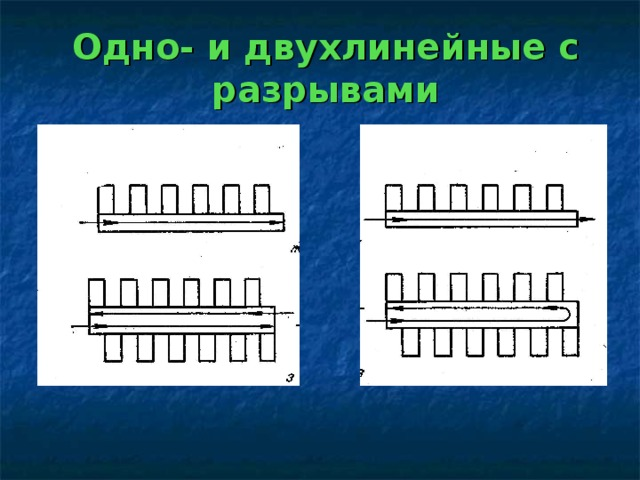 Одно- и двухлинейные с
разрывами
ж
з
з